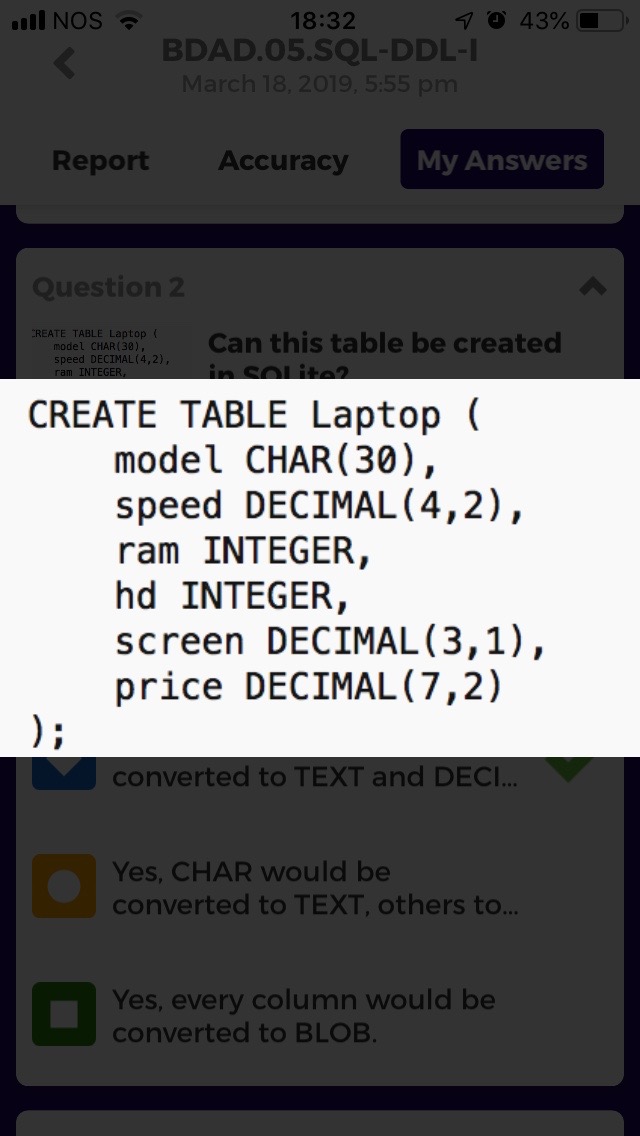 NOS 18:32 43%
BDAD.05.SQL-DDL-I
March 18, 2019, 5:55 pm
Report Accuracy My Answers
Question 2
CREATE TABLE Laptop (
model CHAR(30),
speed DECIMAL(4,2),
ram INTEGER,
Can this table be created
in SQLite?
CREATE TABLE Laptop (
model CHAR(30),
speed DECIMAL(4,2),
ram INTEGER,
hd INTEGER,
screen DECIMAL(3,1),
price DECIMAL(7,2)
);
converted to TEXT and DECI...
Yes, CHAR would be
converted to TEXT, others to...
Yes, every column would be
converted to BLOB.